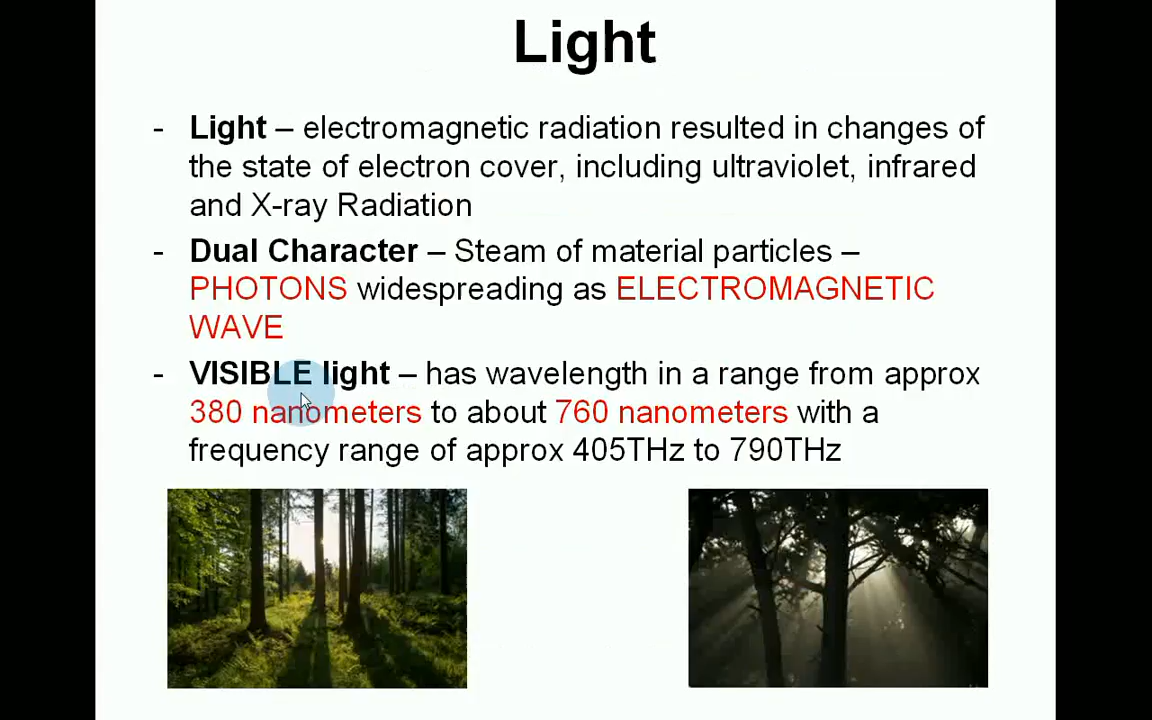 Light
- Light – electromagnetic radiation resulted in changes of
the state of electron cover, including ultraviolet, infrared
and X-ray Radiation
- Dual Character – Steam of material particles –
PHOTONS widespreading as ELECTROMAGNETIC
WAVE
- VISIBLE light – has wavelength in a range from approx
380 nanometers to about 760 nanometers with a
frequency range of approx 405THz to 790THz